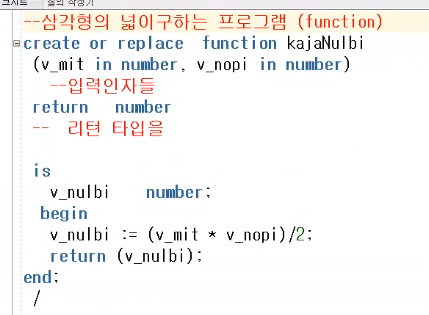 --삼각형의 넓이구하는 프로그램 (function)
create or replace  function kajaNulbi
(v_mit in number, v_nopi in number)
--입력인자들
return   number
--  리턴 타입을
is
v_nulbi    number;
begin
v_nulbi := (v_mit * v_nopi)/2;
return (v_nulbi);
end;
/